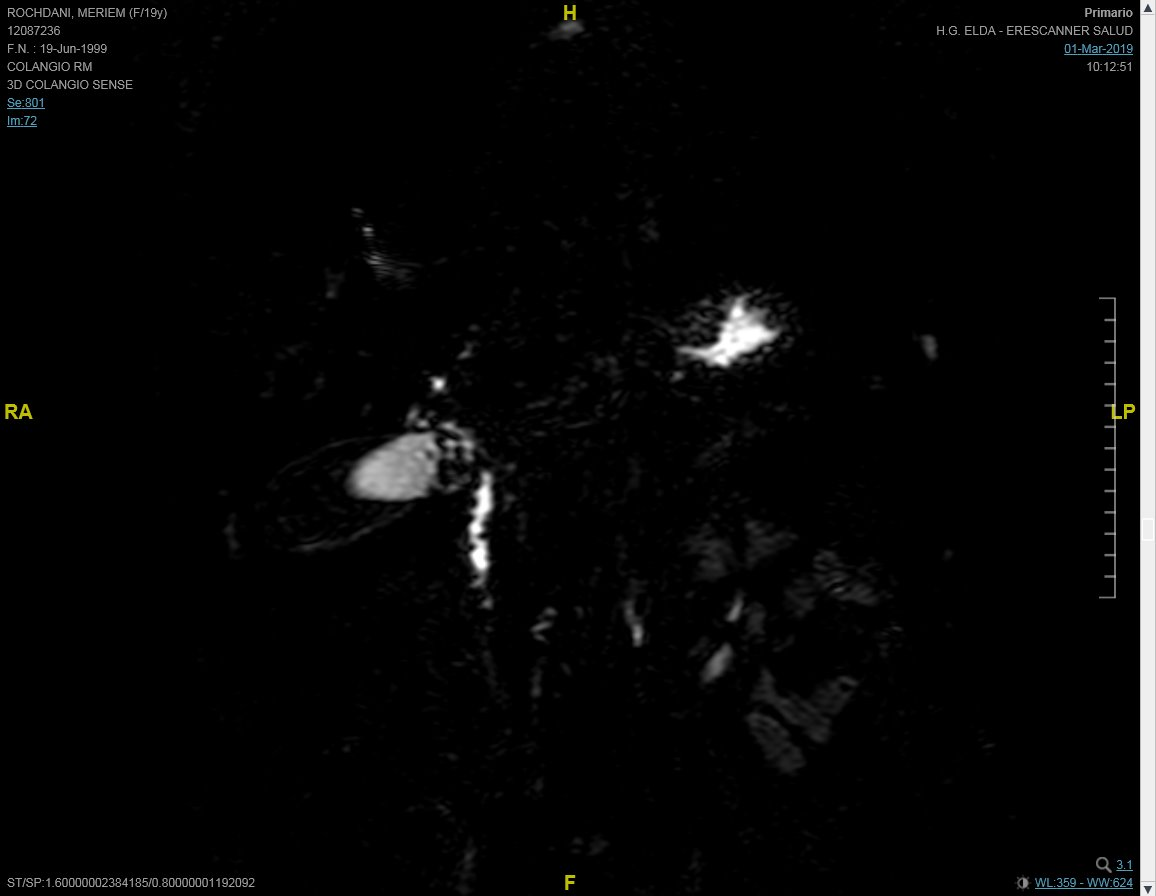 ROCHDANI, MERIEM (F/19y)
12087236
F.N. : 19-Jun-1999
COLANGIO RM
3D COLANGIO SENSE
Se:801
Im:72
H
Primario
H.G. ELDA - ERESCANNER SALUD
01-Mar-2019
10:12:51
RA
LP
ST/SP:1.60000002384185/0.80000001192092
F
3.1
WL:359 - WW:624